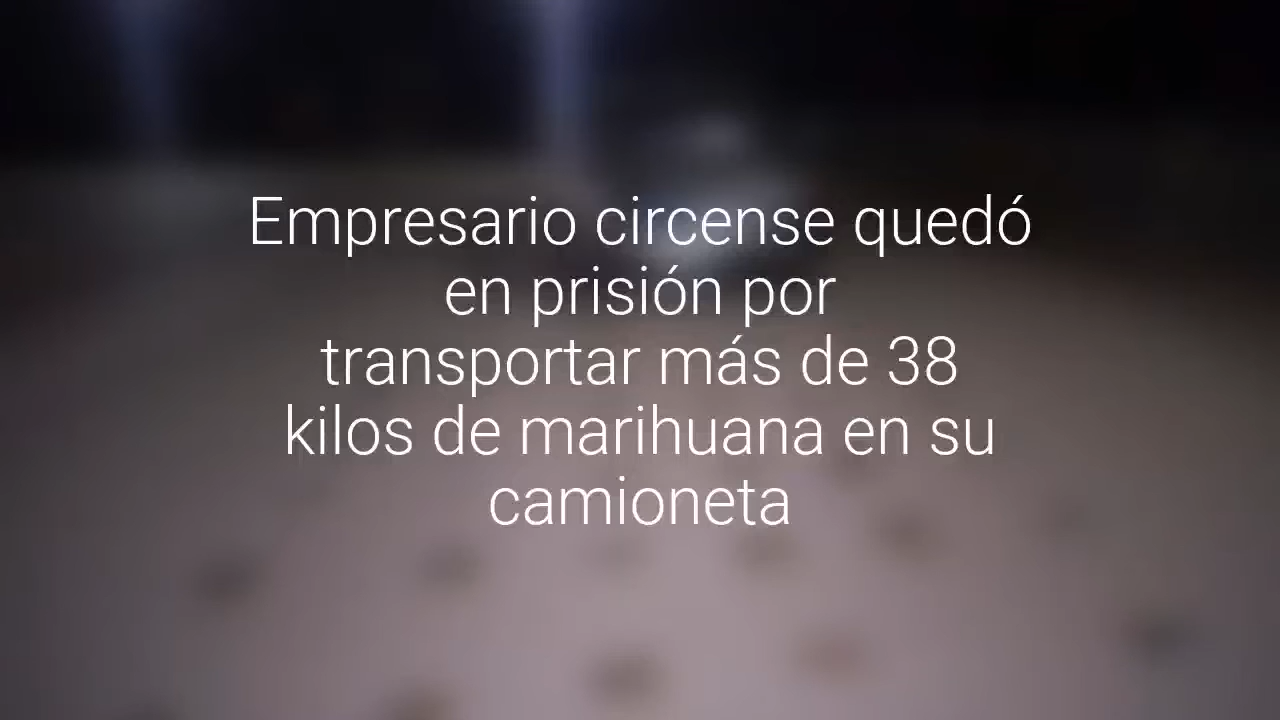 Empresario circense quedó
en prisión por
transportar más de 38
kilos de marihuana en su
camioneta